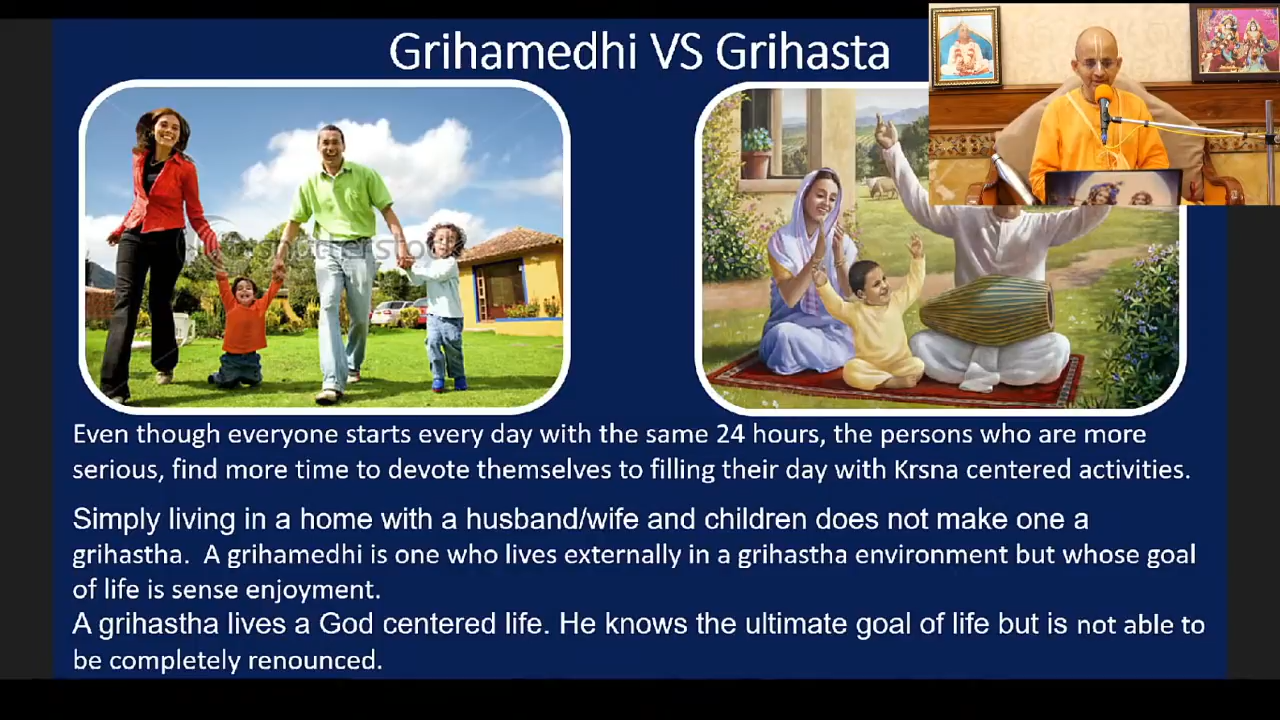 Grihamedhi VS Grihasta
shutterstock
Even though everyone starts every day with the same 24 hours, the persons who are more
serious, find more time to devote themselves to filling their day with Krsna centered activities.
Simply living in a home with a husband/wife and children does not make one a
grihastha.  A grihamedhi is one who lives externally in a grihastha environment but whose goal
of life is sense enjoyment.
A grihastha lives a God centered life. He knows the ultimate goal of life but is not able to
be completely renounced.